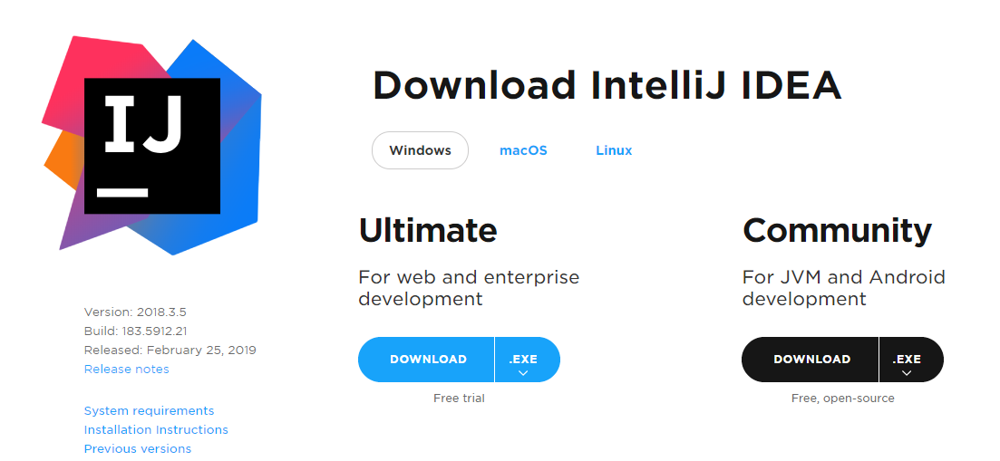 IJ
Download IntelliJ IDEA
Windows macOS Linux
Ultimate
For web and enterprise
development
DOWNLOAD .EXE
Free trial
Community
For JVM and Android
development
DOWNLOAD .EXE
Free, open-source
Version: 2018.3.5
Build: 183.5912.21
Released: February 25, 2019
Release notes
System requirements
Installation Instructions
Previous versions